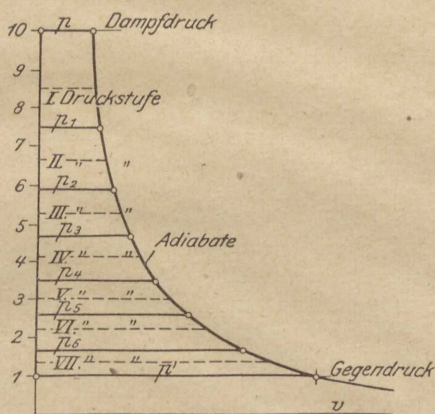 10 p Dampfdruck
9
I Druckstufe
8
p₁
7
II. " "
6 p₂
III. " "
5
p₃ Adiabate
IV. " "
4
p₄
V. " "
3
p₅
VI. " "
2
p₆
VII. " "
1 p' Gegendruck
v